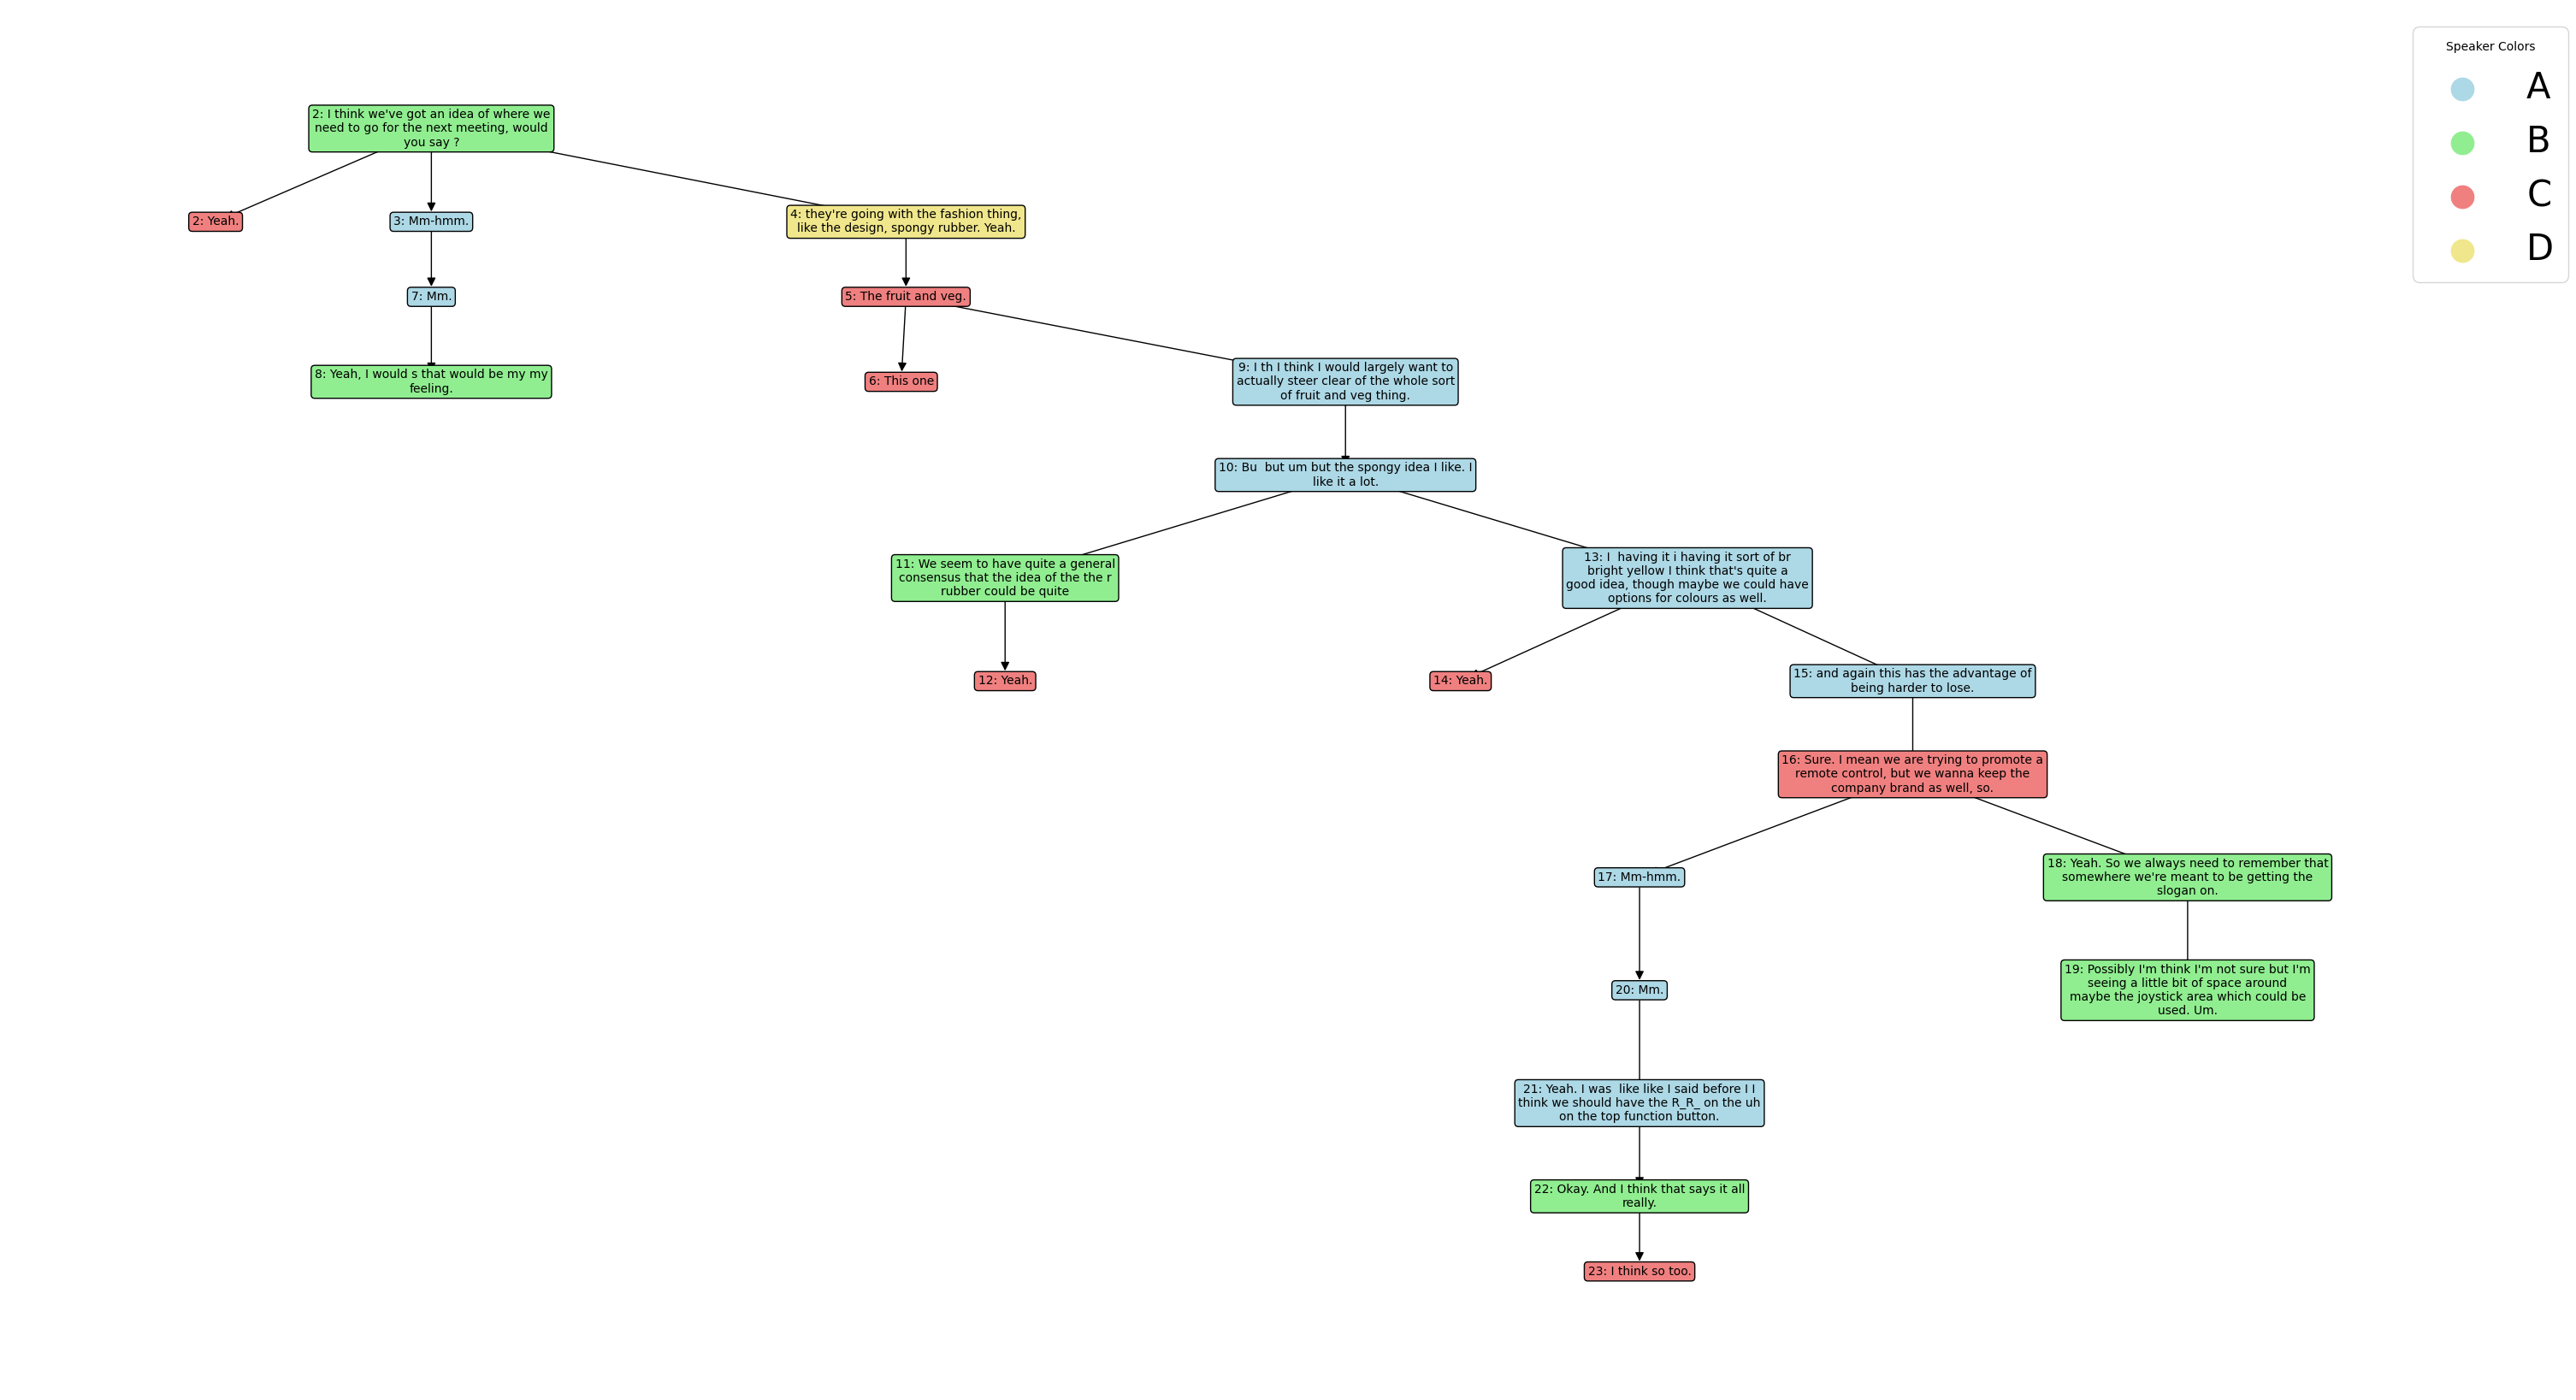 Speaker Colors
A
B
C
D
2: I think we've got an idea of where we
need to go for the next meeting, would
you say ?
2: Yeah.
3: Mm-hmm.
4: they're going with the fashion thing,
like the design, spongy rubber. Yeah.
7: Mm.
5: The fruit and veg.
8: Yeah, I would s that would be my my
feeling.
6: This one
9: I th I think I would largely want to
actually steer clear of the whole sort
of fruit and veg thing.
10: Bu  but um but the spongy idea I like. I
like it a lot.
11: We seem to have quite a general
consensus that the idea of the the r
rubber could be quite
13: I  having it i having it sort of br
bright yellow I think that's quite a
good idea, though maybe we could have
options for colours as well.
12: Yeah.
14: Yeah.
15: and again this has the advantage of
being harder to lose.
16: Sure. I mean we are trying to promote a
remote control, but we wanna keep the
company brand as well, so.
17: Mm-hmm.
18: Yeah. So we always need to remember that
somewhere we're meant to be getting the
slogan on.
20: Mm.
19: Possibly I'm think I'm not sure but I'm
seeing a little bit of space around
maybe the joystick area which could be
used. Um.
21: Yeah. I was  like like I said before I I
think we should have the R_R_ on the uh
on the top function button.
22: Okay. And I think that says it all
really.
23: I think so too.